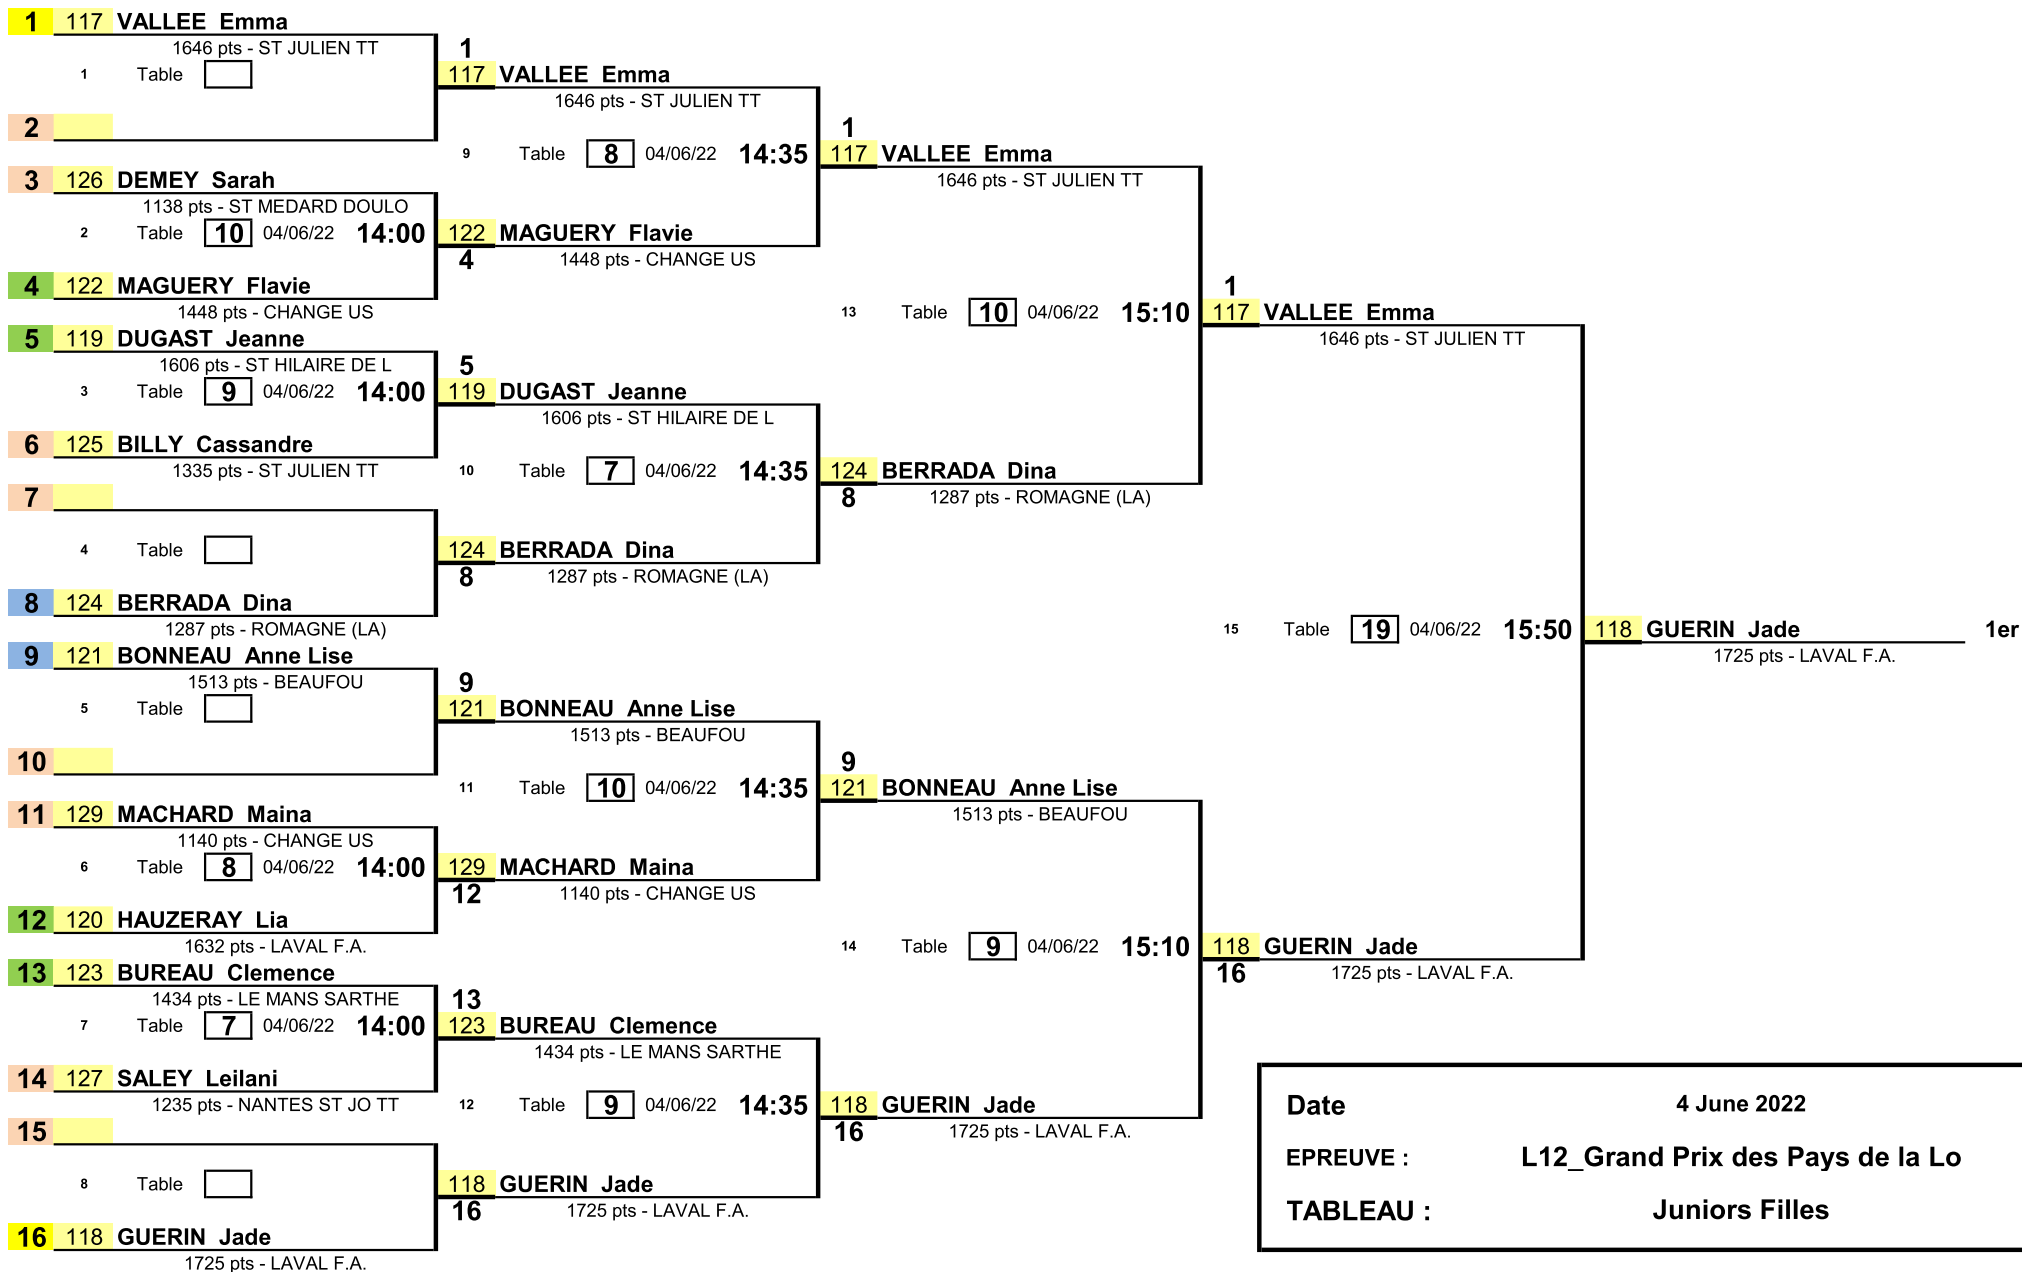 1 117 VALLEE Emma
1646 pts - ST JULIEN TT
1 Table
2
3 126 DEMEY Sarah
1138 pts - ST MEDARD DOULO
2 Table 10 04/06/22 14:00
4 122 MAGUERY Flavie
1448 pts - CHANGE US
5 119 DUGAST Jeanne
1606 pts - ST HILAIRE DE L
3 Table 9 04/06/22 14:00
6 125 BILLY Cassandre
1335 pts - ST JULIEN TT
7
4 Table
8 124 BERRADA Dina
1287 pts - ROMAGNE (LA)
9 121 BONNEAU Anne Lise
1513 pts - BEAUFOU
5 Table
10
11 129 MACHARD Maina
1140 pts - CHANGE US
6 Table 8 04/06/22 14:00
12 120 HAUZERAY Lia
1632 pts - LAVAL F.A.
13 123 BUREAU Clemence
1434 pts - LE MANS SARTHE
7 Table 7 04/06/22 14:00
14 127 SALEY Leilani
1235 pts - NANTES ST JO TT
15
8 Table
16 118 GUERIN Jade
1725 pts - LAVAL F.A.
1
117 VALLEE Emma
1646 pts - ST JULIEN TT
9 Table 8 04/06/22 14:35
122 MAGUERY Flavie
4 1448 pts - CHANGE US
5
119 DUGAST Jeanne
1606 pts - ST HILAIRE DE L
10 Table 7 04/06/22 14:35
124 BERRADA Dina
8 1287 pts - ROMAGNE (LA)
9
121 BONNEAU Anne Lise
1513 pts - BEAUFOU
11 Table 10 04/06/22 14:35
129 MACHARD Maina
12 1140 pts - CHANGE US
13
123 BUREAU Clemence
1434 pts - LE MANS SARTHE
12 Table 9 04/06/22 14:35
118 GUERIN Jade
16 1725 pts - LAVAL F.A.
1
117 VALLEE Emma
1646 pts - ST JULIEN TT
13 Table 10 04/06/22 15:10
124 BERRADA Dina
8 1287 pts - ROMAGNE (LA)
9
121 BONNEAU Anne Lise
1513 pts - BEAUFOU
14 Table 9 04/06/22 15:10
118 GUERIN Jade
16 1725 pts - LAVAL F.A.
1
117 VALLEE Emma
1646 pts - ST JULIEN TT
15 Table 19 04/06/22 15:50
118 GUERIN Jade
16 1725 pts - LAVAL F.A.
118 GUERIN Jade 1er
1725 pts - LAVAL F.A.
Date 4 June 2022
EPREUVE : L12_Grand Prix des Pays de la Lo
TABLEAU : Juniors Filles